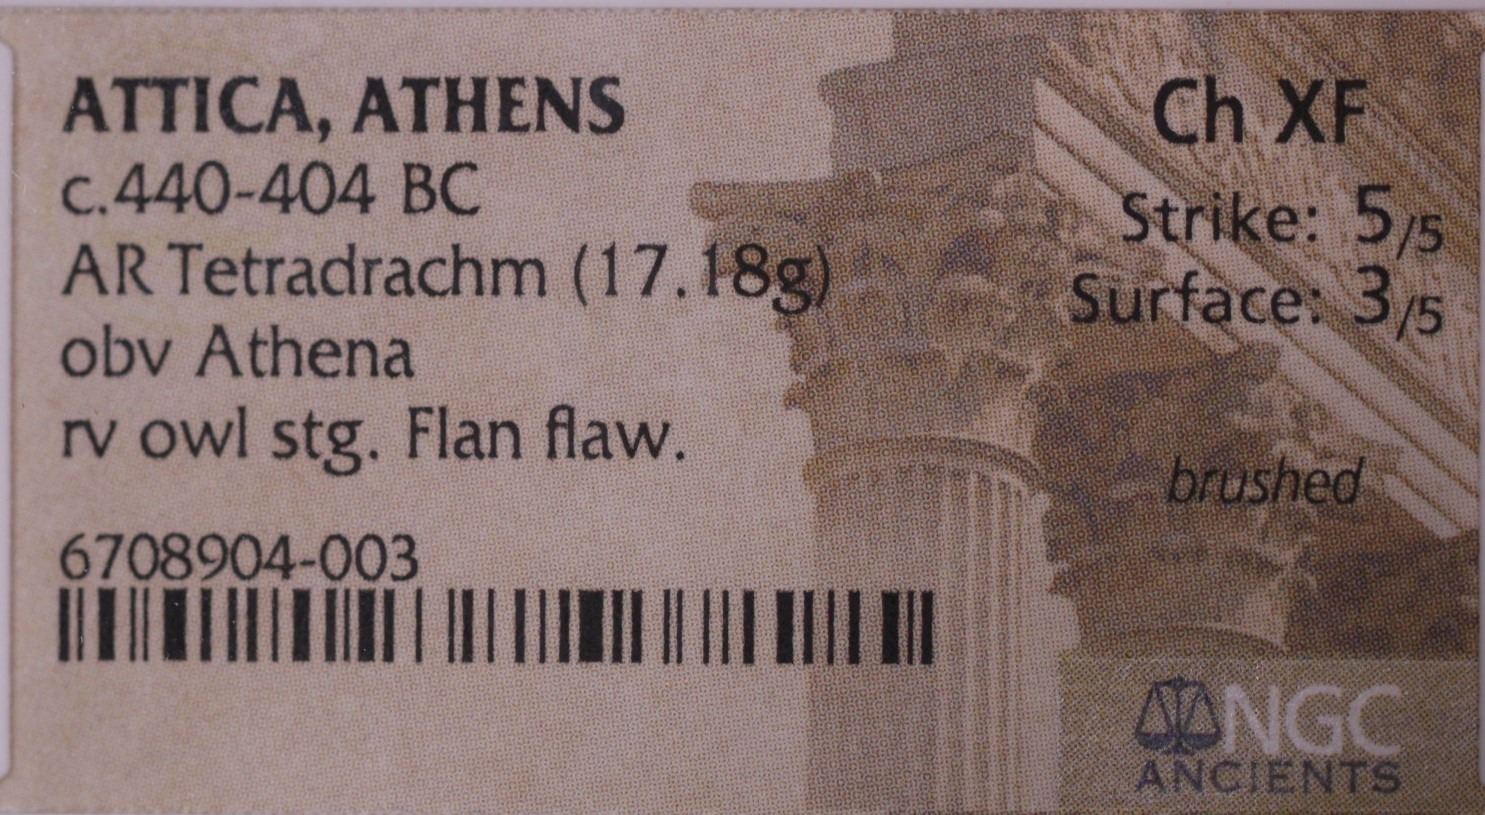 ATTICA, ATHENS
c.440-404 BC
AR Tetradrachm (17.18g)
obv Athena
rv owl stg. Flan flaw.
6708904-003
Ch XF
Strike: 5/5
Surface: 3/5
brushed
NGC
ANCIENTS